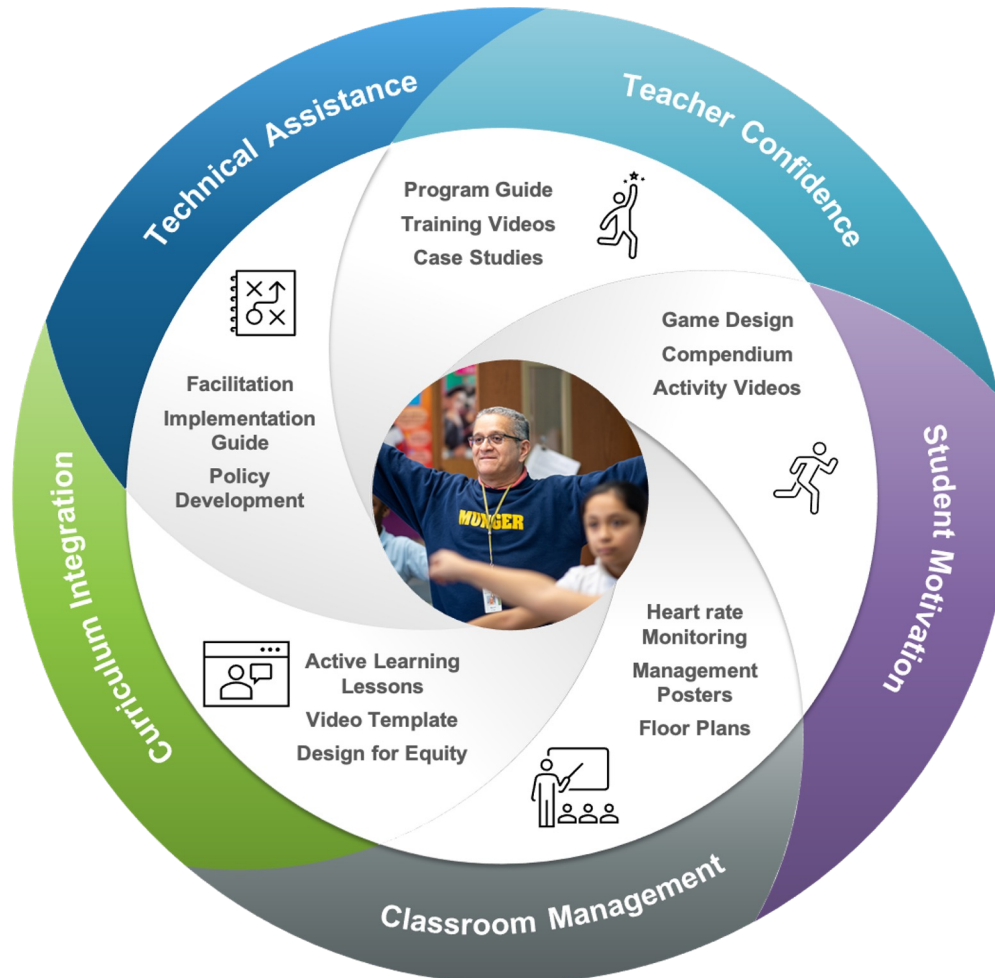 Technical Assistance
Teacher Confidence
Program Guide
Training Videos
Case Studies
Game Design
Compendium
Activity Videos
Facilitation
Implementation
Guide
Policy
Development
MUNGER
Student Motivation
Curriculum Integration
Heart rate
Monitoring
Management
Posters
Floor Plans
Active Learning
Lessons
Video Template
Design for Equity
Classroom Management